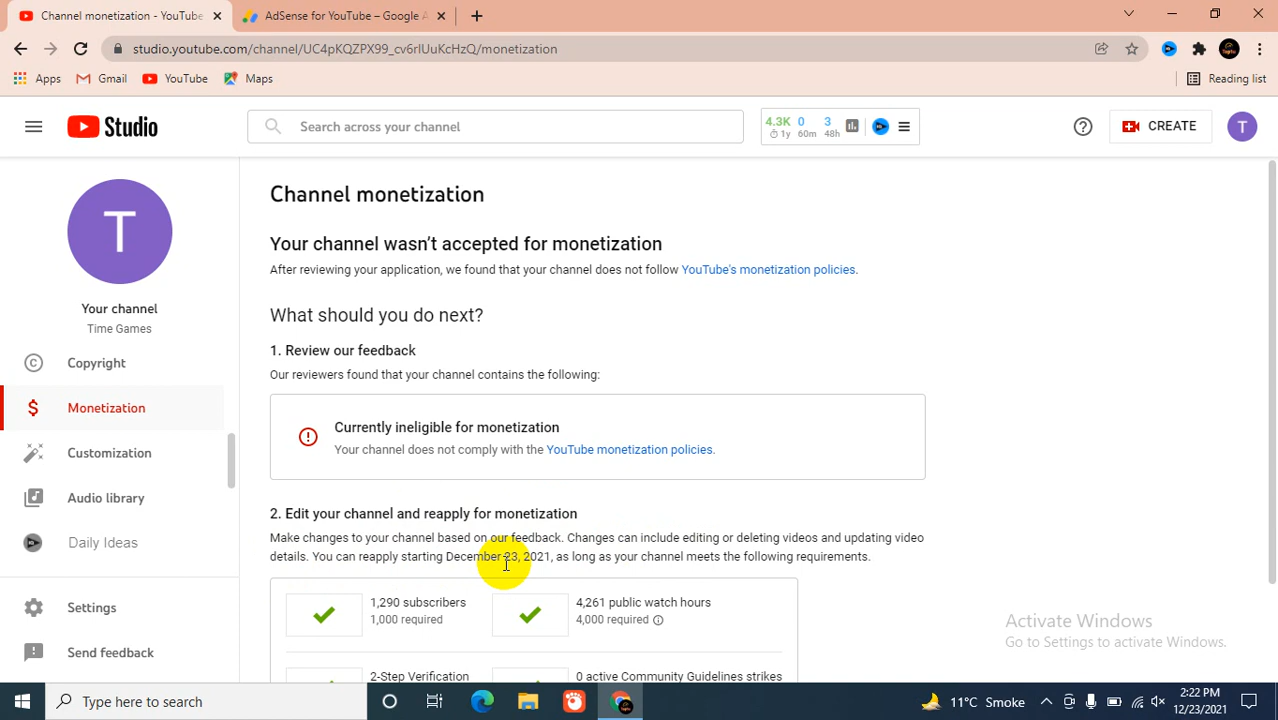 Channel monetization - YouTube
AdSense for YouTube – Google A
studio.youtube.com/channel/UC4pKQZPX99_cv6rIUuKcHzQ/monetization
Apps
Gmail
YouTube
Maps
Reading list
Studio
Search across your channel
4.3K 0 3
1y 60m 48h
CREATE
T
T
Your channel
Time Games
Copyright
Monetization
Customization
Audio library
Daily Ideas
Settings
Send feedback
Channel monetization
Your channel wasn't accepted for monetization
After reviewing your application, we found that your channel does not follow YouTube's monetization policies.
What should you do next?
1. Review our feedback
Our reviewers found that your channel contains the following:
Currently ineligible for monetization
Your channel does not comply with the YouTube monetization policies.
2. Edit your channel and reapply for monetization
Make changes to your channel based on our feedback. Changes can include editing or deleting videos and updating video
details. You can reapply starting December 23, 2021, as long as your channel meets the following requirements.
1,290 subscribers
1,000 required
4,261 public watch hours
4,000 required
2-Step Verification
0 active Community Guidelines strikes
Activate Windows
Go to Settings to activate Windows.
Type here to search
11°C Smoke
2:22 PM
12/23/2021